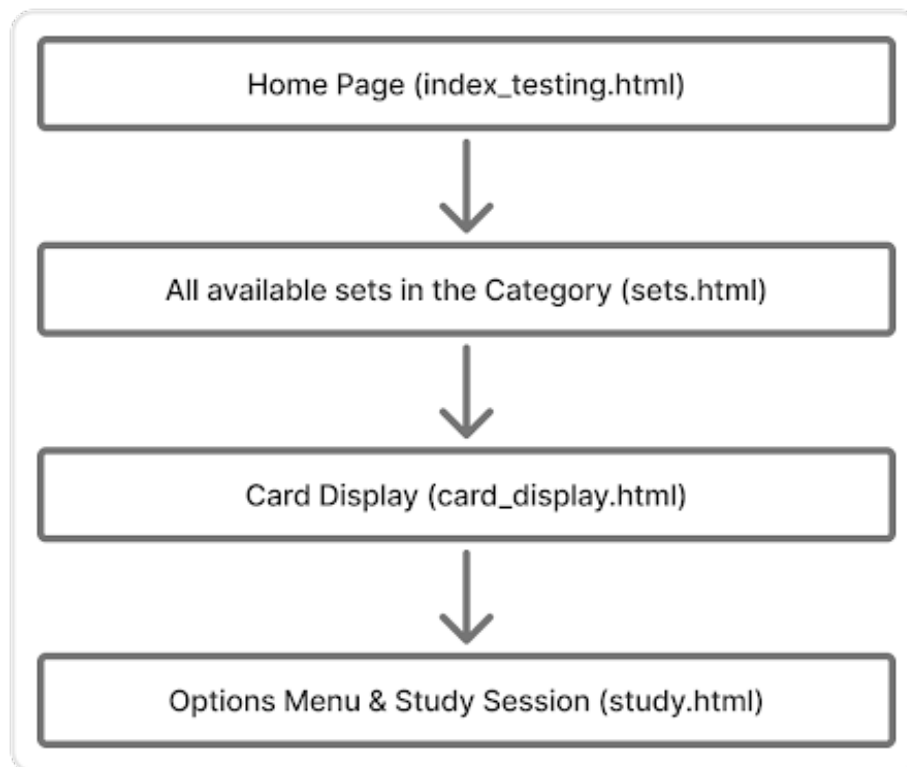 Home Page (index_testing.html)
All available sets in the Category (sets.html)
Card Display (card_display.html)
Options Menu & Study Session (study.html)